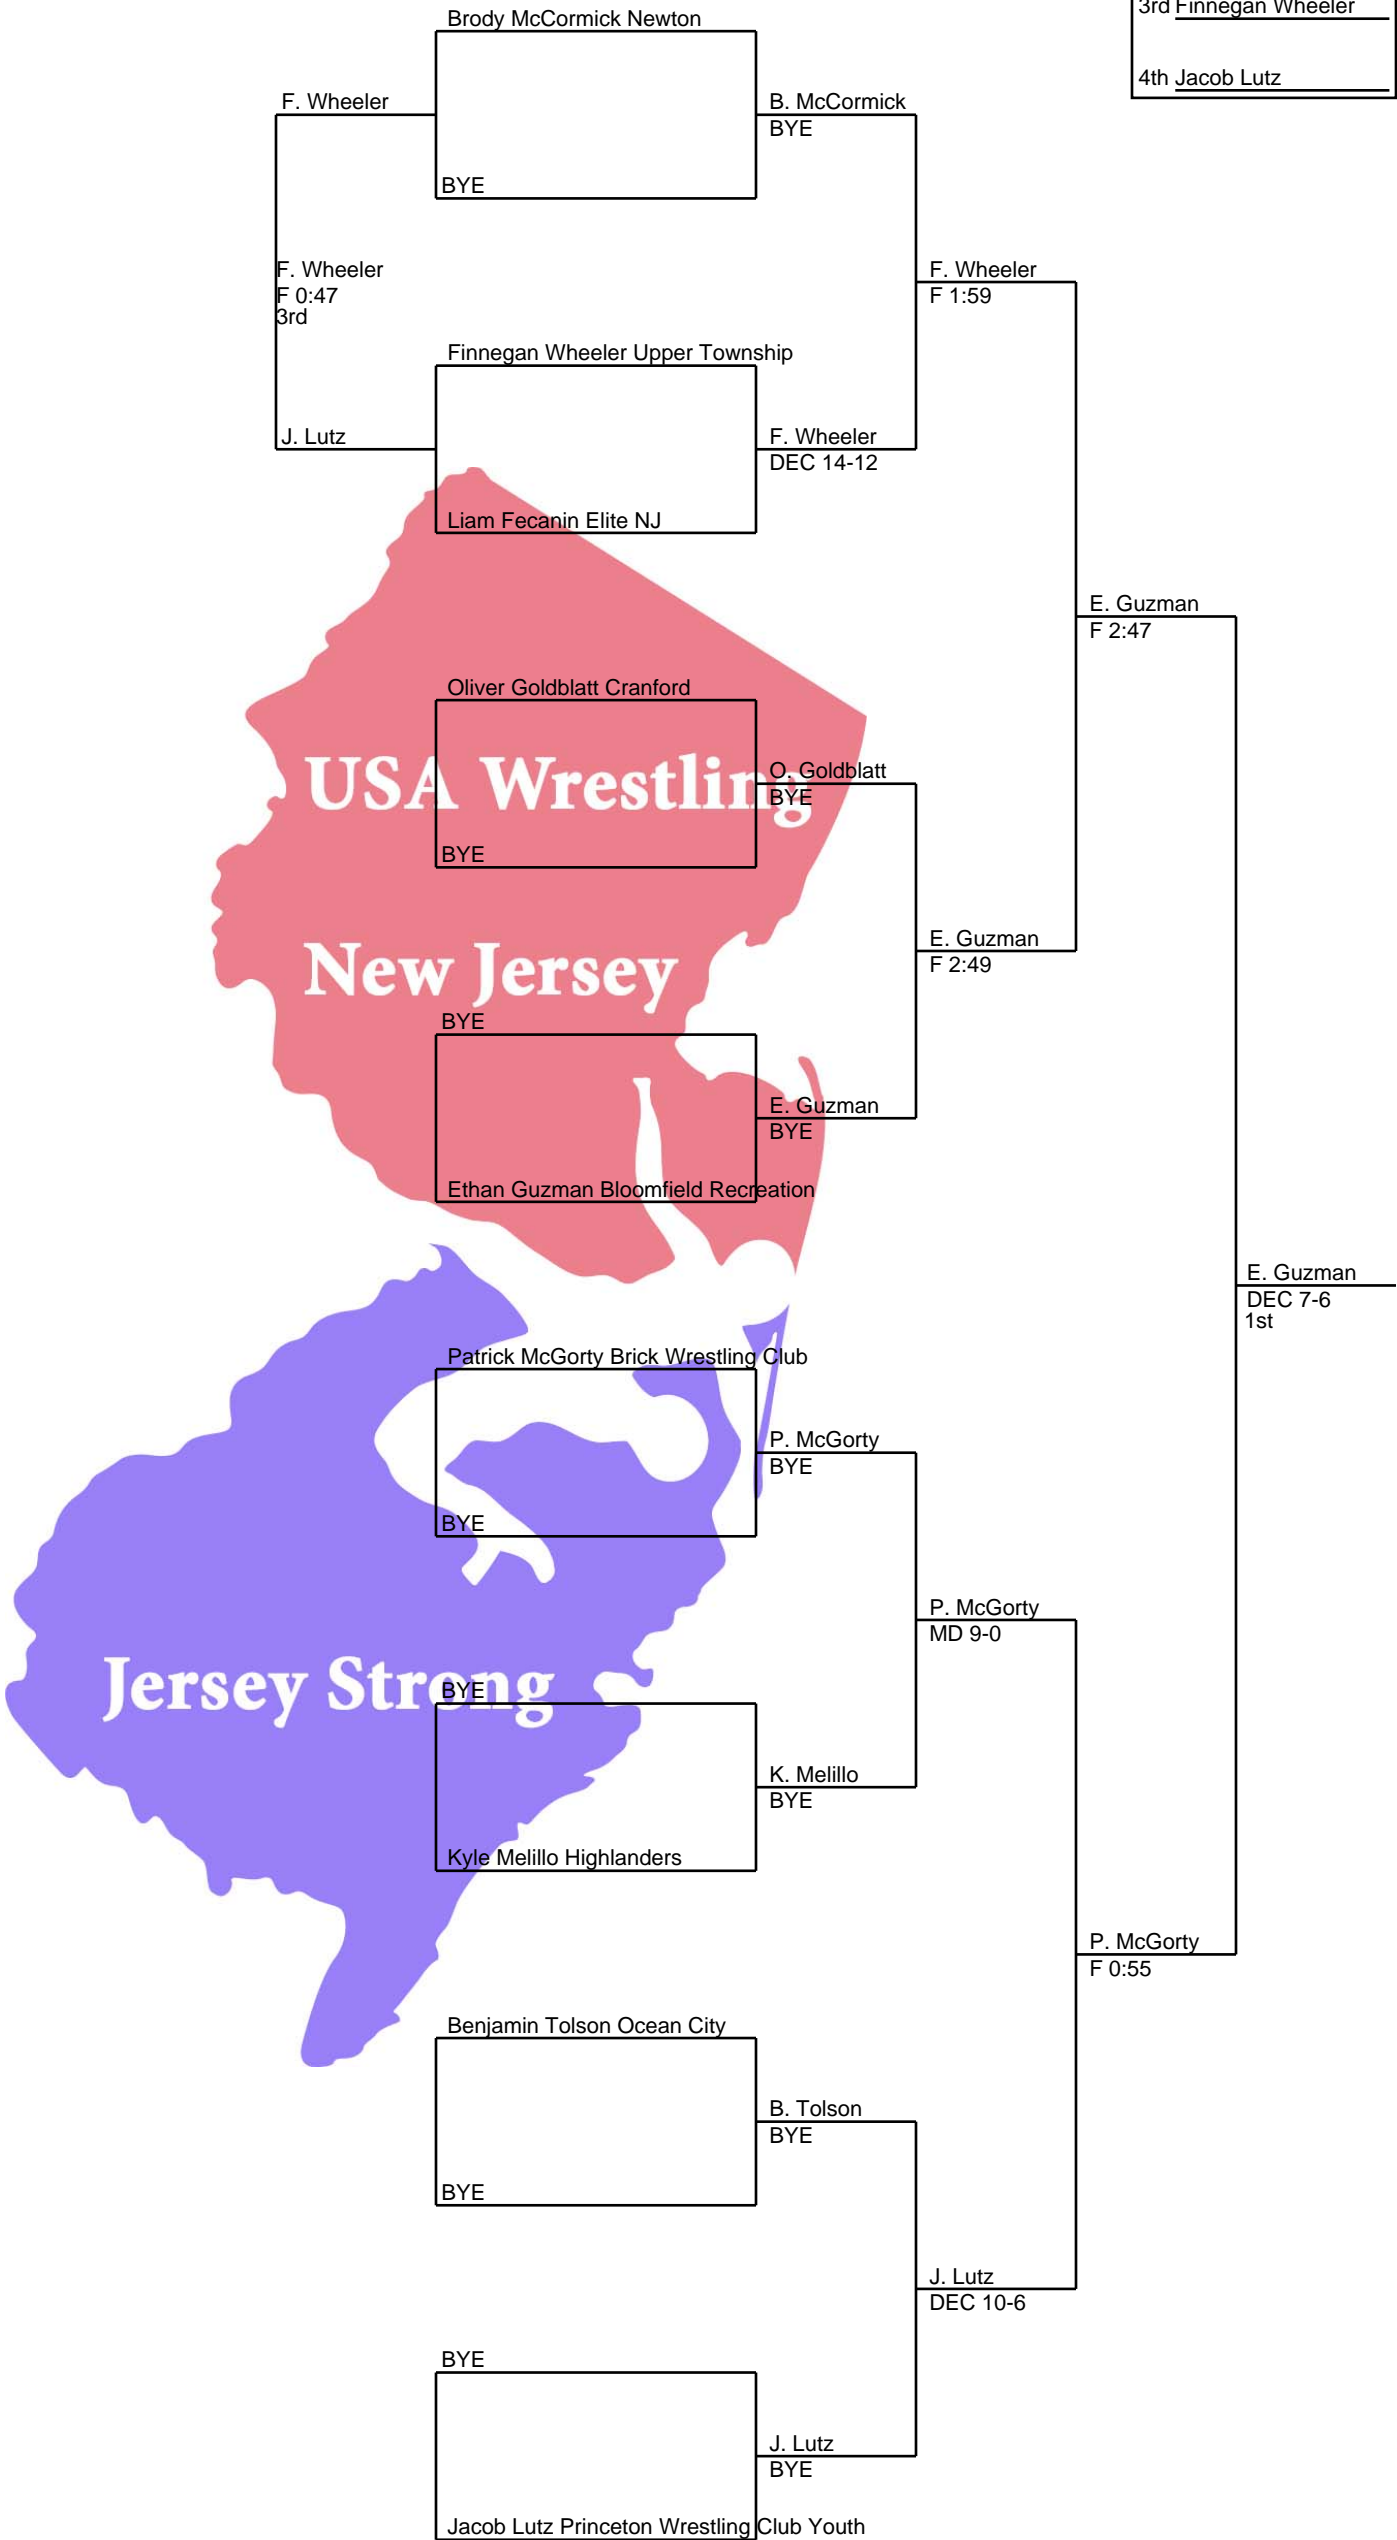 Brody McCormick Newton
3rd Finnegan Wheeler
4th Jacob Lutz
F. Wheeler
B. McCormick
BYE
BYE
F. Wheeler
F 0:47
3rd
F. Wheeler
F 1:59
Finnegan Wheeler Upper Township
J. Lutz
F. Wheeler
DEC 14-12
Liam Fecanin Elite NJ
E. Guzman
F 2:47
Oliver Goldblatt Cranford
USA Wrestling
O. Goldblatt
BYE
BYE
New Jersey
E. Guzman
F 2:49
BYE
E. Guzman
BYE
Ethan Guzman Bloomfield Recreation
E. Guzman
DEC 7-6
1st
Patrick McGorty Brick Wrestling Club
P. McGorty
BYE
BYE
P. McGorty
MD 9-0
Jersey Strong
BYE
K. Melillo
BYE
Kyle Melillo Highlanders
P. McGorty
F 0:55
Benjamin Tolson Ocean City
B. Tolson
BYE
BYE
J. Lutz
DEC 10-6
BYE
J. Lutz
BYE
Jacob Lutz Princeton Wrestling Club Youth